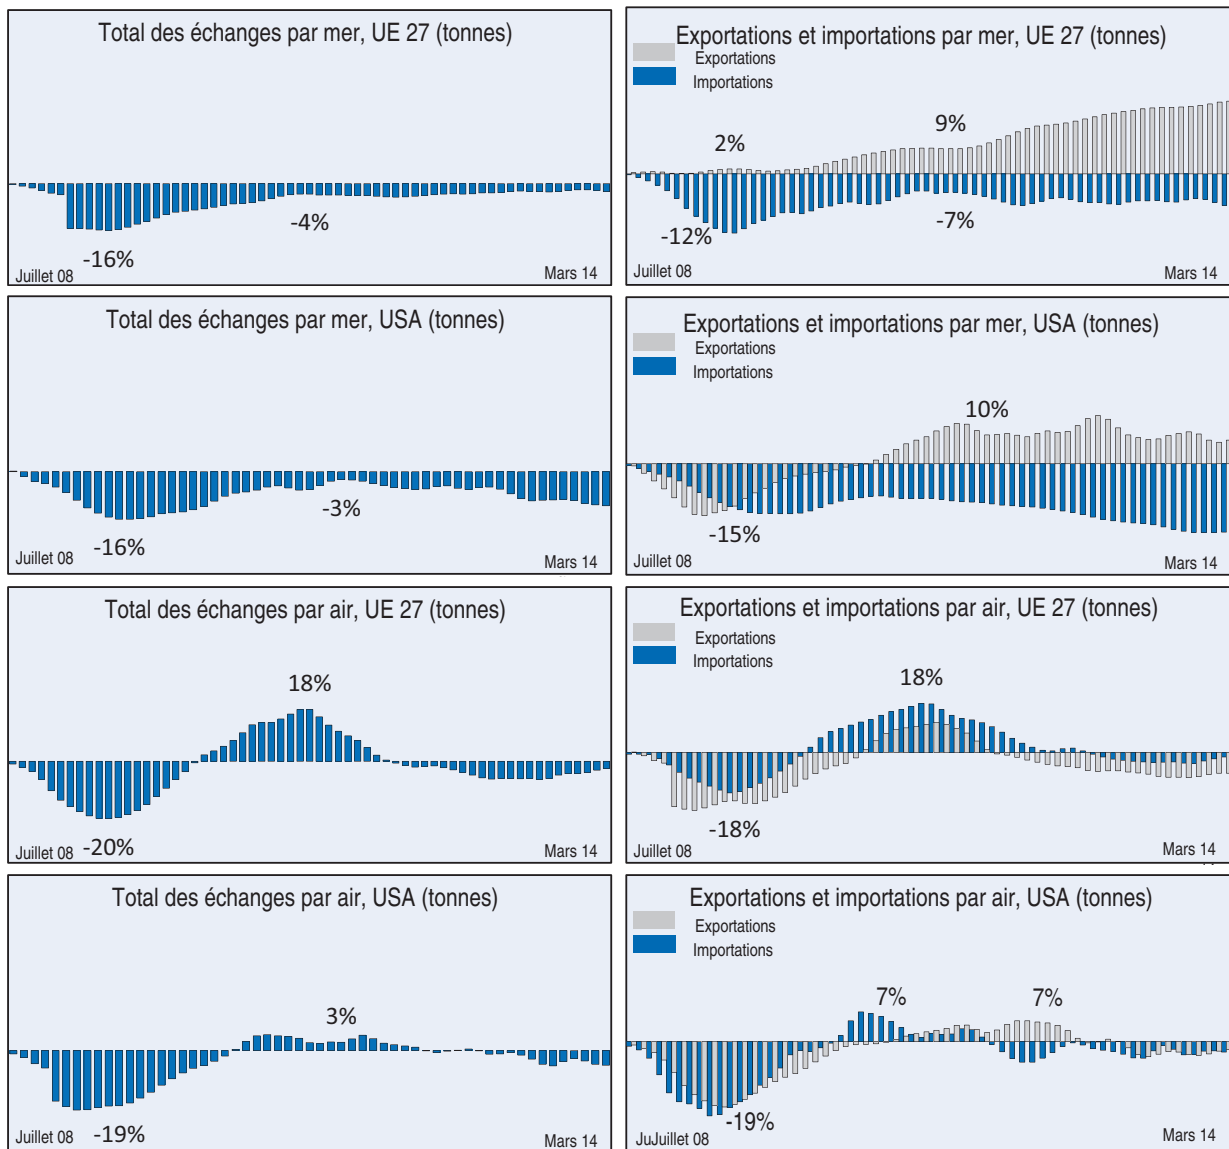 Total des échanges par mer, UE 27 (tonnes)
-4%
-16%
Juillet 08
Mars 14
Exportations et importations par mer, UE 27 (tonnes)
Exportations
Importations
9%
2%
-12%
-7%
Juillet 08
Mars 14
Total des échanges par mer, USA (tonnes)
-3%
-16%
Juillet 08
Mars 14
Exportations et importations par mer, USA (tonnes)
Exportations
Importations
10%
-15%
Juillet 08
Mars 14
Total des échanges par air, UE 27 (tonnes)
18%
-20%
Juillet 08
Mars 14
Exportations et importations par air, UE 27 (tonnes)
Exportations
Importations
18%
-18%
Juillet 08
Mars 14
Total des échanges par air, USA (tonnes)
3%
-19%
Juillet 08
Mars 14
Exportations et importations par air, USA (tonnes)
Exportations
Importations
7%
7%
-19%
JuJuillet 08
Mars 14